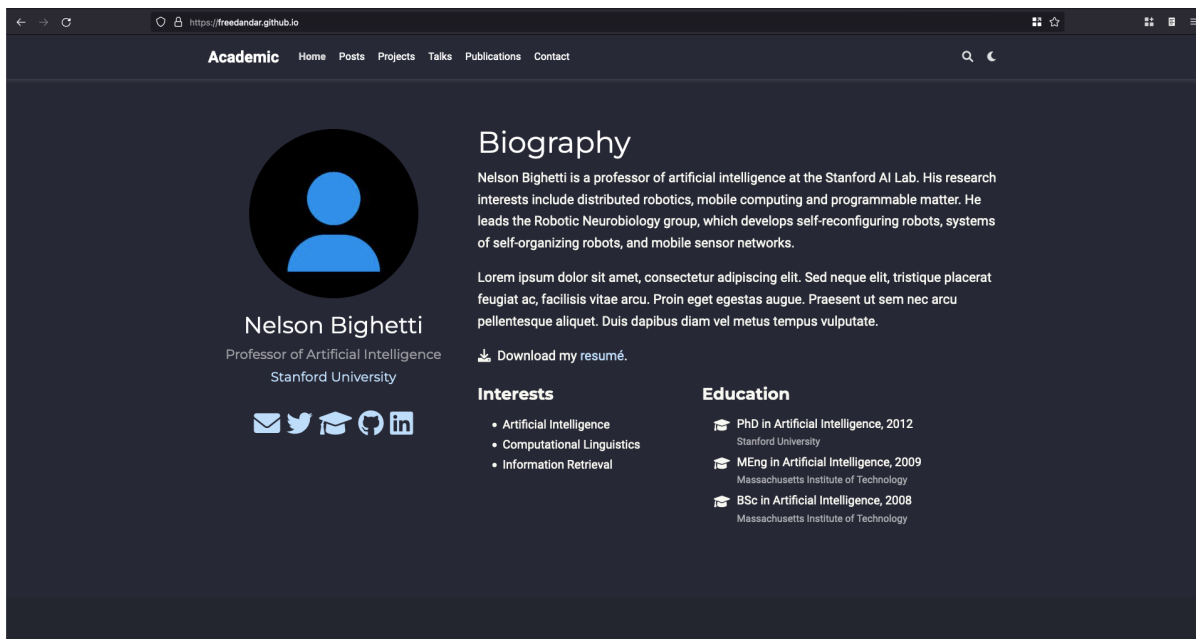 https://freedandar.github.io
Academic Home Posts Projects Talks Publications Contact
Biography
Nelson Bighetti is a professor of artificial intelligence at the Stanford AI Lab. His research
interests include distributed robotics, mobile computing and programmable matter. He
leads the Robotic Neurobiology group, which develops self-reconfiguring robots, systems
of self-organizing robots, and mobile sensor networks.
Lorem ipsum dolor sit amet, consectetur adipiscing elit. Sed neque elit, tristique placerat
feugiat ac, facilisis vitae arcu. Proin eget egestas augue. Praesent ut sem nec arcu
pellentesque aliquet. Duis dapibus diam vel metus tempus vulputate.
Nelson Bighetti
Professor of Artificial Intelligence
Stanford University
Download my resumé.
Interests
Artificial Intelligence
Computational Linguistics
Information Retrieval
Education
PhD in Artificial Intelligence, 2012
Stanford University
MEng in Artificial Intelligence, 2009
Massachusetts Institute of Technology
BSc in Artificial Intelligence, 2008
Massachusetts Institute of Technology